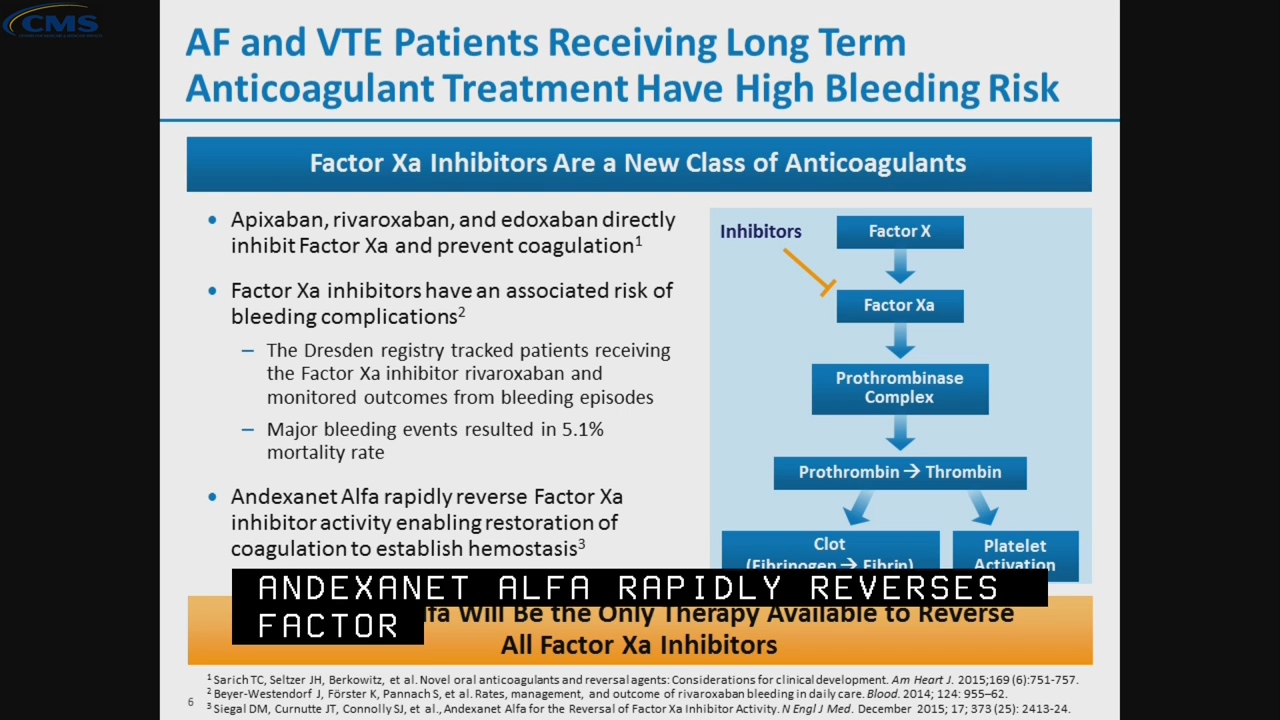 CMS
AF and VTE Patients Receiving Long Term
Anticoagulant Treatment Have High Bleeding Risk
Factor Xa Inhibitors Are a New Class of Anticoagulants
• Apixaban, rivaroxaban, and edoxaban directly
inhibit Factor Xa and prevent coagulation1
• Factor Xa inhibitors have an associated risk of
bleeding complications2
– The Dresden registry tracked patients receiving
the Factor Xa inhibitor rivaroxaban and
monitored outcomes from bleeding episodes
– Major bleeding events resulted in 5.1%
mortality rate
• Andexanet Alfa rapidly reverse Factor Xa
inhibitor activity enabling restoration of
coagulation to establish hemostasis3
Inhibitors
Factor X
Factor Xa
Prothrombinase
Complex
Prothrombin → Thrombin
Clot
(Fibrinogen → Fibrin)
Platelet
Activation
ANDEXANET ALFA RAPIDLY REVERSES
FACTOR
lfa Will Be the Only Therapy Available to Reverse
All Factor Xa Inhibitors
1 Sarich TC, Seltzer JH, Berkowitz, et al. Novel oral anticoagulants and reversal agents: Considerations for clinical development. Am Heart J. 2015;169 (6):751-757.
2 Beyer-Westendorf J, Förster K, Pannach S, et al. Rates, management, and outcome of rivaroxaban bleeding in daily care. Blood. 2014; 124: 955–62.
3 Siegal DM, Curnutte JT, Connolly SJ, et al., Andexanet Alfa for the Reversal of Factor Xa Inhibitor Activity. N Engl J Med. December 2015; 17; 373 (25): 2413-24.
6